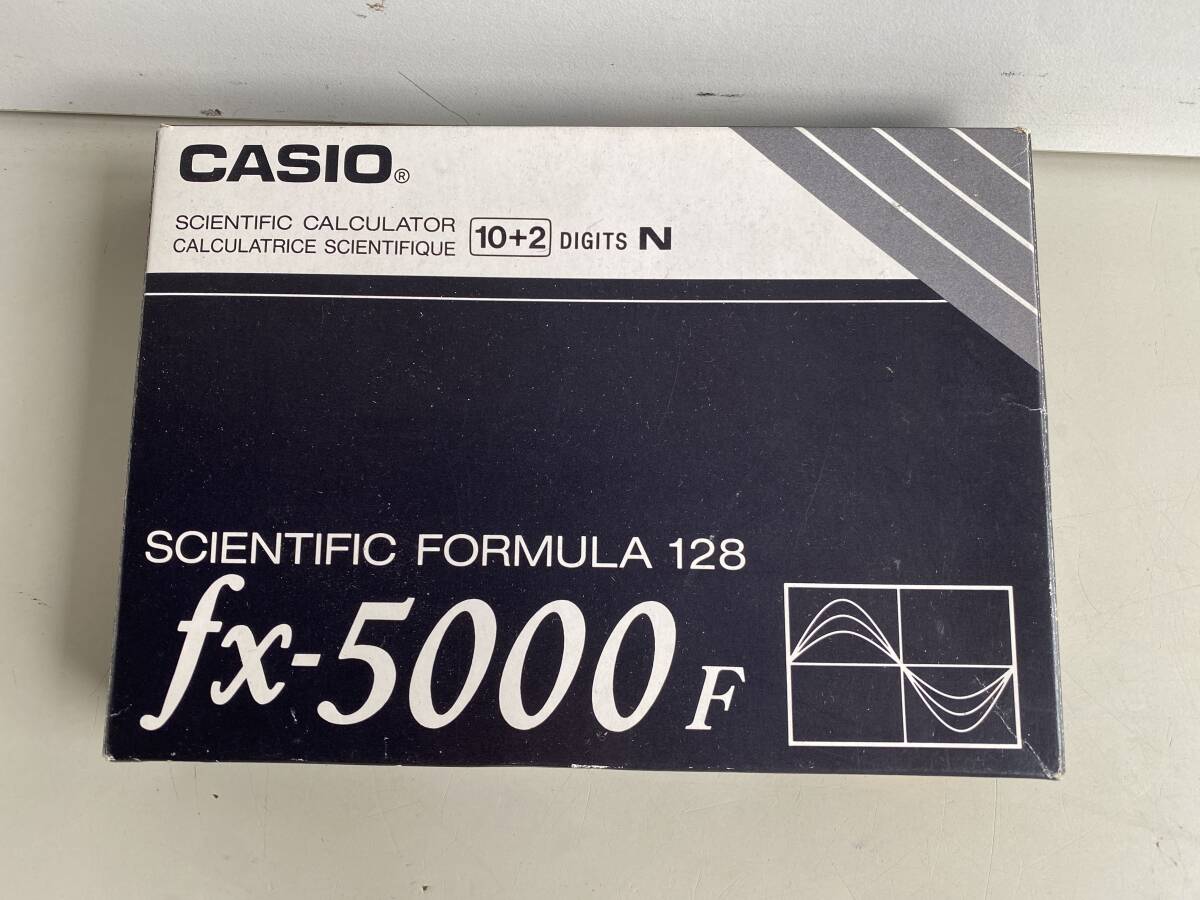 CASIO®
SCIENTIFIC CALCULATOR
CALCULATRICE SCIENTIFIQUE
10+2 DIGITS N
SCIENTIFIC FORMULA 128
fx-5000F